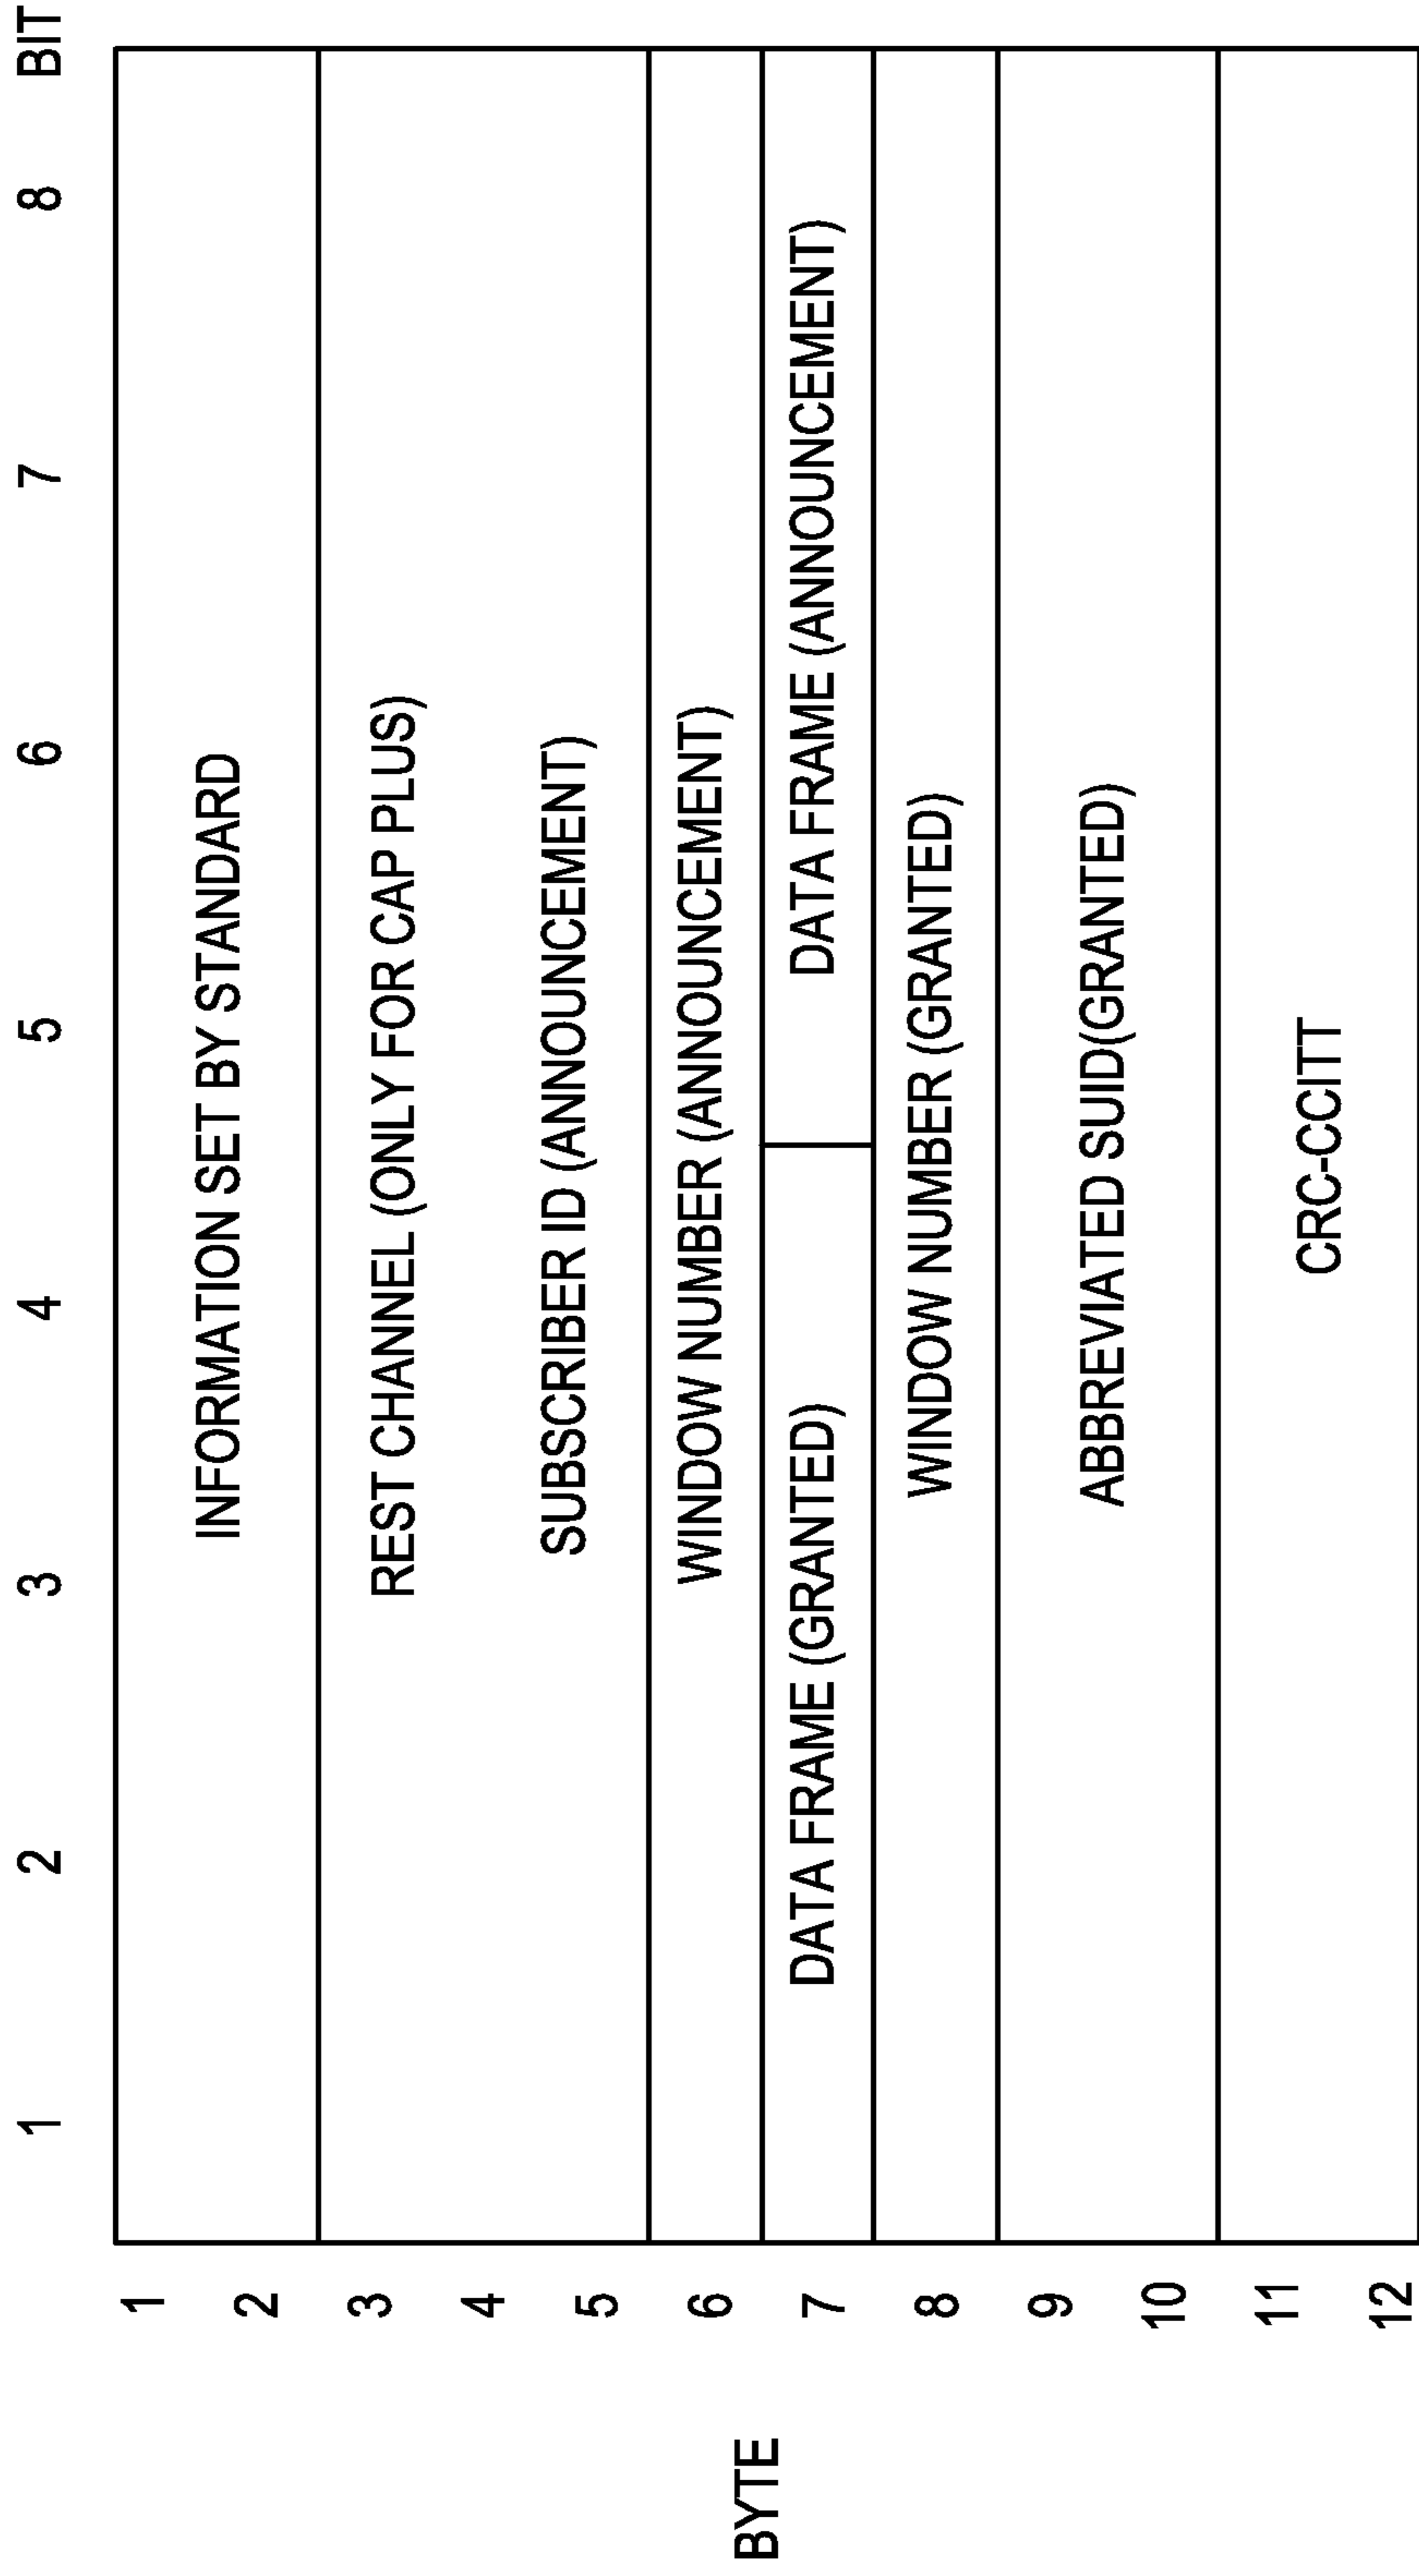 1 2 3 4 5 6 7 8 BIT
BYTE
1
2
INFORMATION SET BY STANDARD
3
REST CHANNEL (ONLY FOR CAP PLUS)
4
5
SUBSCRIBER ID (ANNOUNCEMENT)
6
WINDOW NUMBER (ANNOUNCEMENT)
7
DATA FRAME (GRANTED)
DATA FRAME (ANNOUNCEMENT)
8
WINDOW NUMBER (GRANTED)
9
10
ABBREVIATED SUID(GRANTED)
11
12
CRC-CCITT